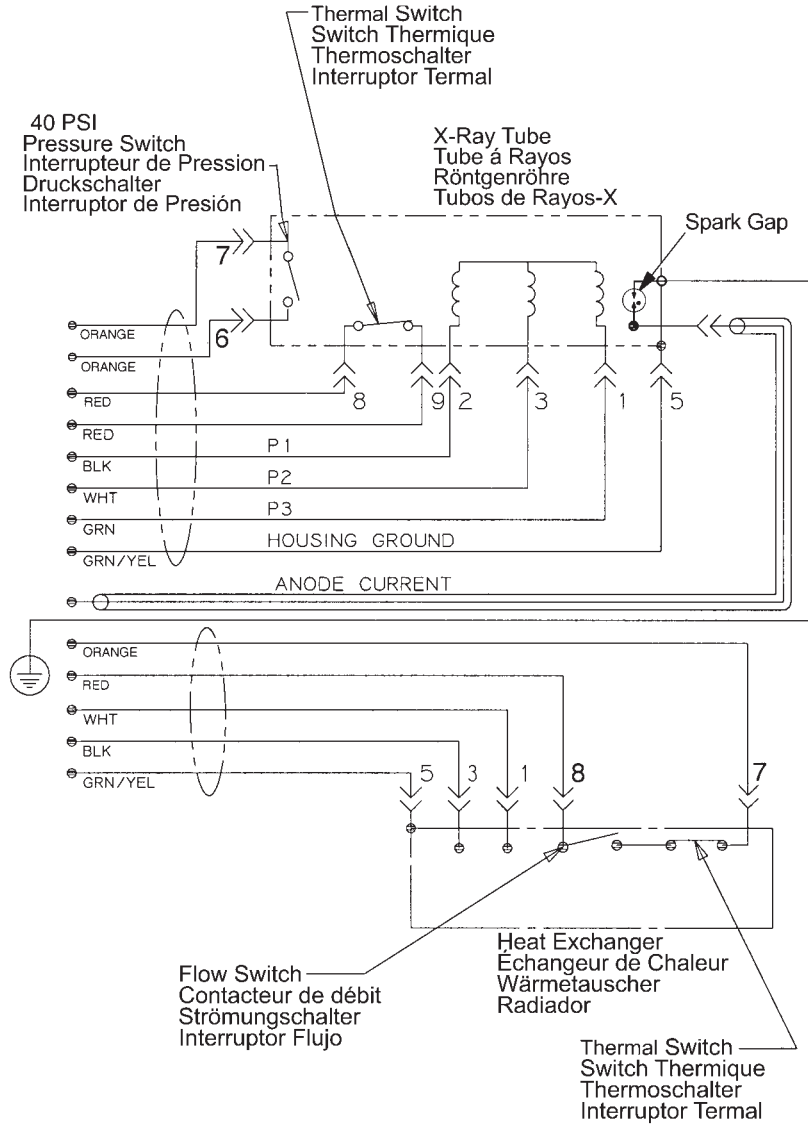 Thermal Switch
Switch Thermique
Thermoschalter
Interruptor Termal
40 PSI
Pressure Switch
Interrupteur de Pression
Druckschalter
Interruptor de Presión
X-Ray Tube
Tube á Rayos
Röntgenröhre
Tubos de Rayos-X
Spark Gap
7
6
ORANGE
ORANGE
RED
8
9
2
3
1
5
RED
P1
BLK
P2
WHT
P3
GRN
HOUSING GROUND
GRN/YEL
ANODE CURRENT
ORANGE
RED
WHT
BLK
GRN/YEL
5
3
1
8
7
Heat Exchanger
Échangeur de Chaleur
Wärmetauscher
Radiador
Flow Switch
Contacteur de débit
Strömungschalter
Interruptor Flujo
Thermal Switch
Switch Thermique
Thermoschalter
Interruptor Termal